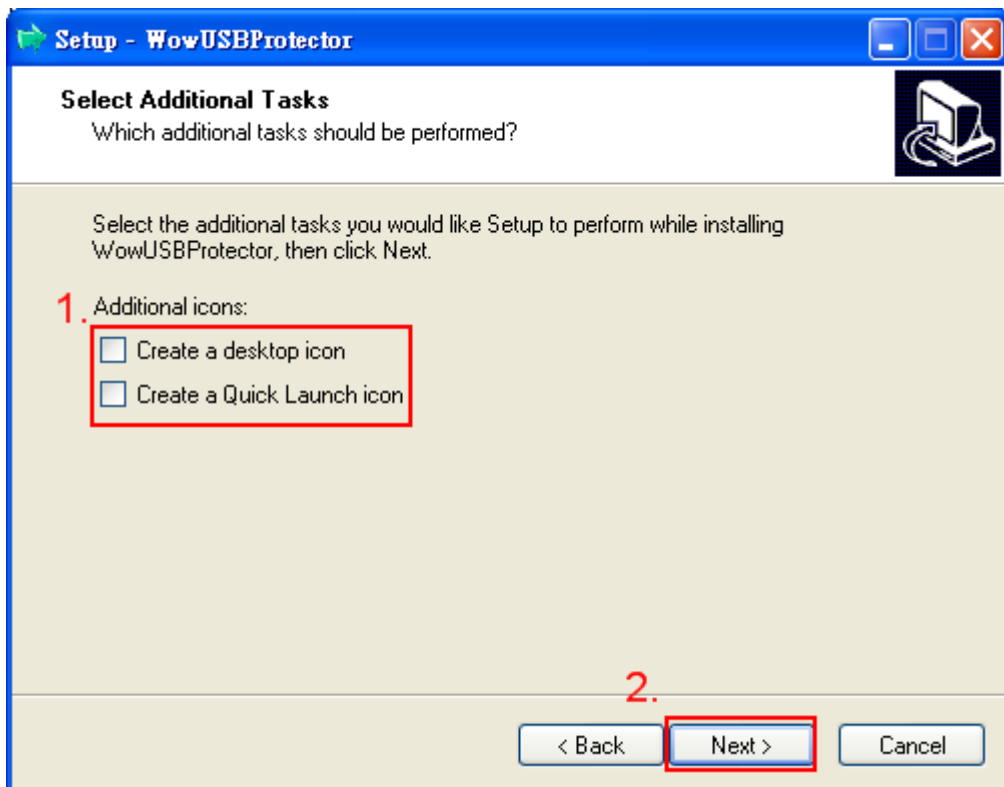 Setup - WowUSBProtector
Select Additional Tasks
Which additional tasks should be performed?
Select the additional tasks you would like Setup to perform while installing
WowUSBProtector, then click Next.
1. Additional icons:
Create a desktop icon
Create a Quick Launch icon
2.
< Back Next > Cancel